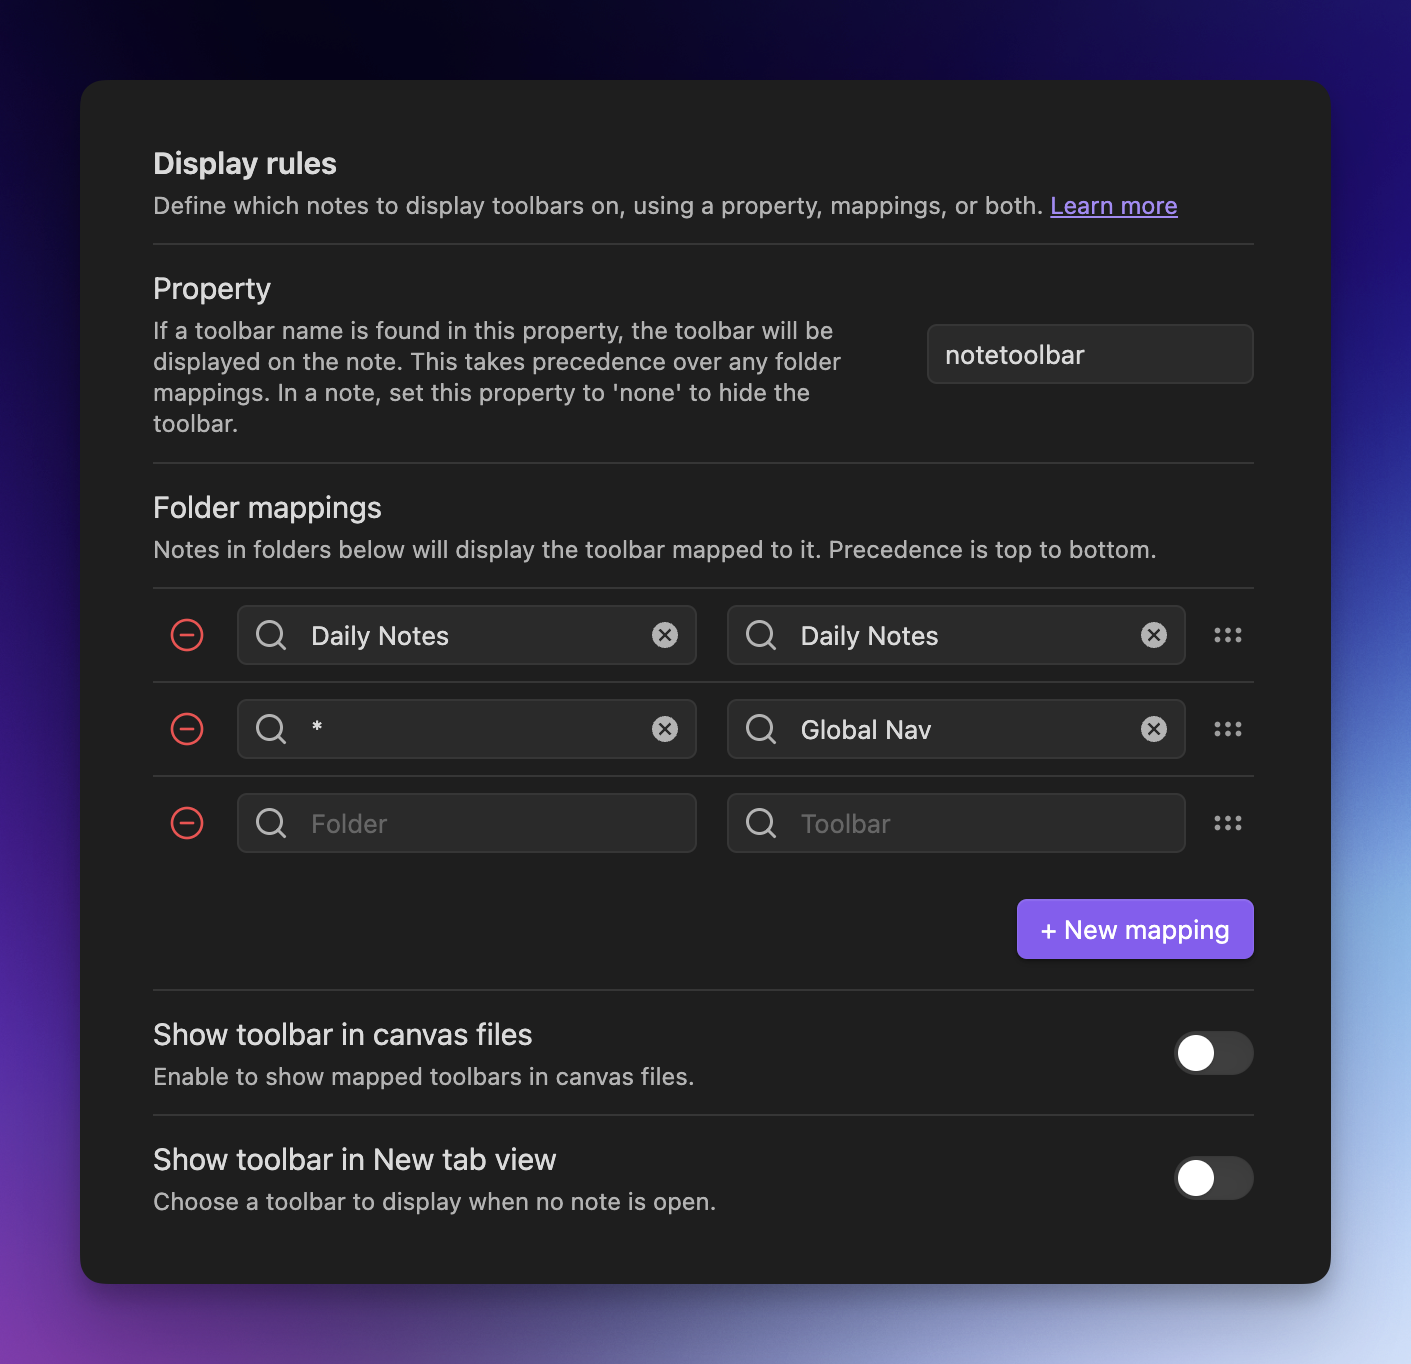 Display rules
Define which notes to display toolbars on, using a property, mappings, or both. Learn more
Property
If a toolbar name is found in this property, the toolbar will be
displayed on the note. This takes precedence over any folder
mappings. In a note, set this property to 'none' to hide the
toolbar.
notetoolbar
Folder mappings
Notes in folders below will display the toolbar mapped to it. Precedence is top to bottom.
Daily Notes Daily Notes
* Global Nav
Folder Toolbar
+ New mapping
Show toolbar in canvas files
Enable to show mapped toolbars in canvas files.
Show toolbar in New tab view
Choose a toolbar to display when no note is open.